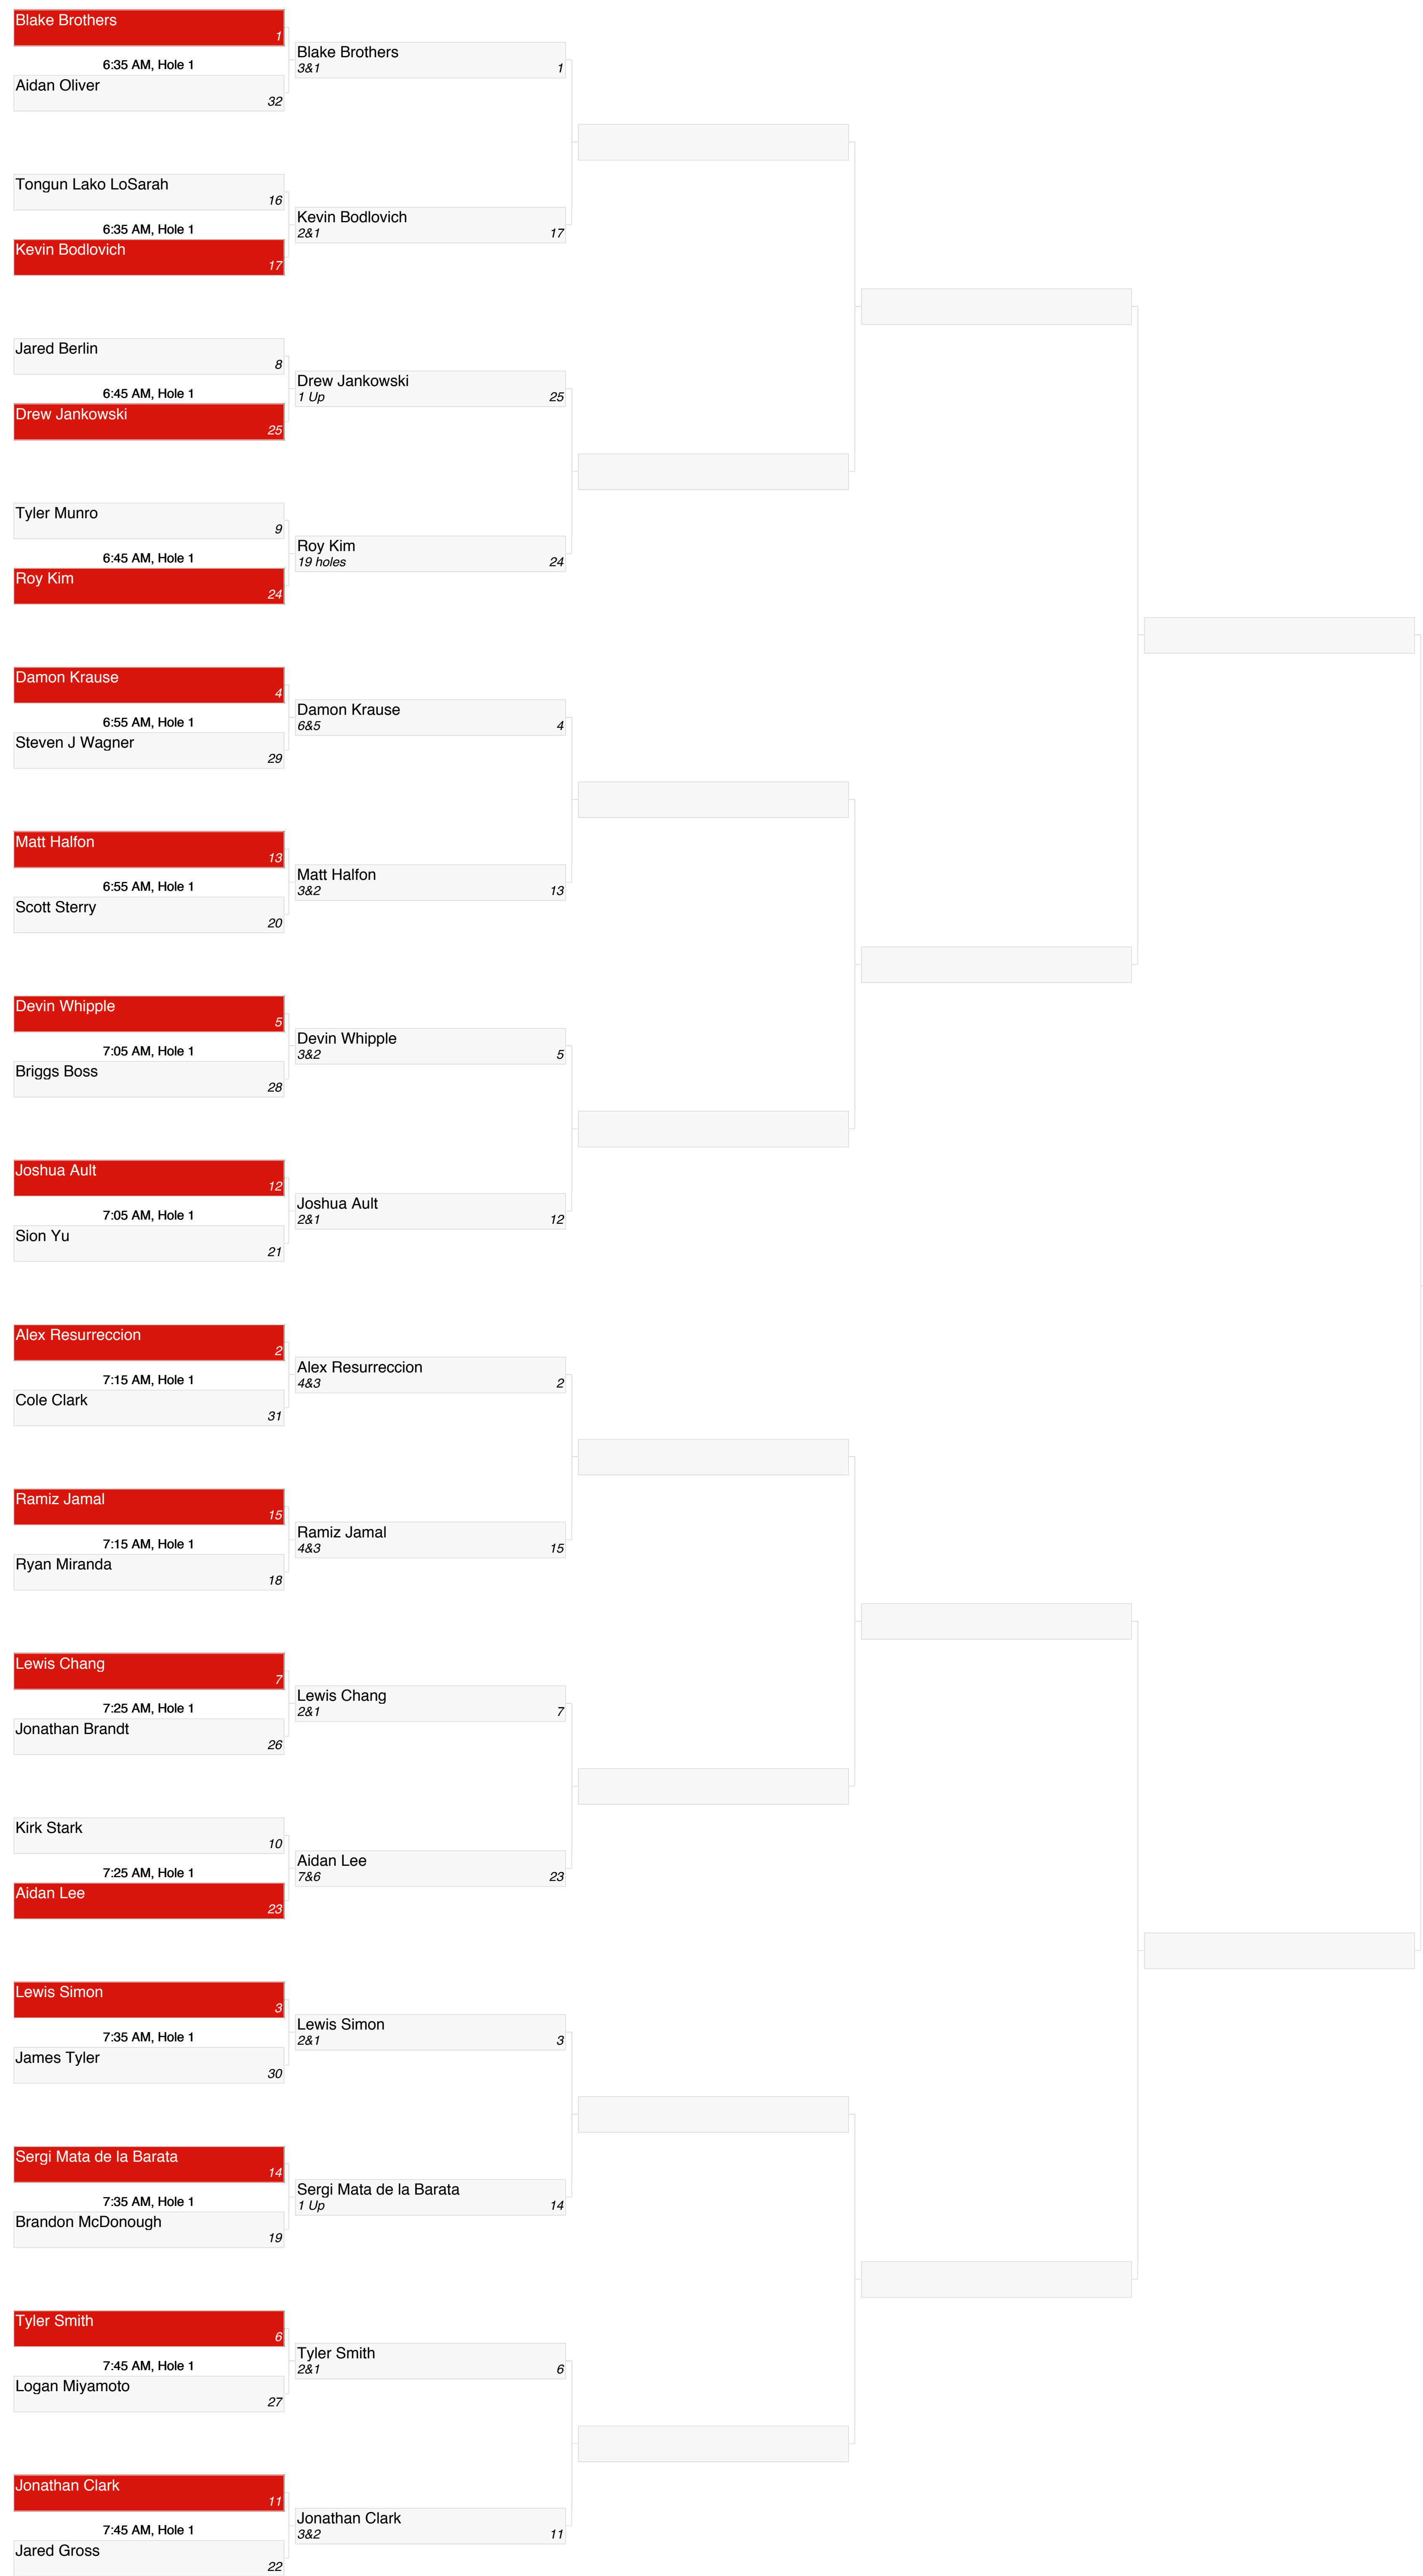 Blake Brothers
1
6:35 AM, Hole 1
Aidan Oliver
32
Blake Brothers
3&1 1
Tongun Lako LoSarah
16
6:35 AM, Hole 1
Kevin Bodlovich
17
Kevin Bodlovich
2&1 17
Jared Berlin
8
6:45 AM, Hole 1
Drew Jankowski
25
Drew Jankowski
1 Up 25
Tyler Munro
9
6:45 AM, Hole 1
Roy Kim
24
Roy Kim
19 holes 24
Damon Krause
4
6:55 AM, Hole 1
Steven J Wagner
29
Damon Krause
6&5 4
Matt Halfon
13
6:55 AM, Hole 1
Scott Sterry
20
Matt Halfon
3&2 13
Devin Whipple
5
7:05 AM, Hole 1
Briggs Boss
28
Devin Whipple
3&2 5
Joshua Ault
12
7:05 AM, Hole 1
Sion Yu
21
Joshua Ault
2&1 12
Alex Resurreccion
2
7:15 AM, Hole 1
Cole Clark
31
Alex Resurreccion
4&3 2
Ramiz Jamal
15
7:15 AM, Hole 1
Ryan Miranda
18
Ramiz Jamal
4&3 15
Lewis Chang
7
7:25 AM, Hole 1
Jonathan Brandt
26
Lewis Chang
2&1 7
Kirk Stark
10
7:25 AM, Hole 1
Aidan Lee
23
Aidan Lee
7&6 23
Lewis Simon
3
7:35 AM, Hole 1
James Tyler
30
Lewis Simon
2&1 3
Sergi Mata de la Barata
14
7:35 AM, Hole 1
Brandon McDonough
19
Sergi Mata de la Barata
1 Up 14
Tyler Smith
6
7:45 AM, Hole 1
Logan Miyamoto
27
Tyler Smith
2&1 6
Jonathan Clark
11
7:45 AM, Hole 1
Jared Gross
22
Jonathan Clark
3&2 11